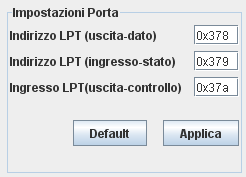 Impostazioni Porta
Indirizzo LPT (uscita-dato) 0x378
Indirizzo LPT (ingresso-stato) 0x379
Ingresso LPT(uscita-controllo) 0x37a
Default Applica